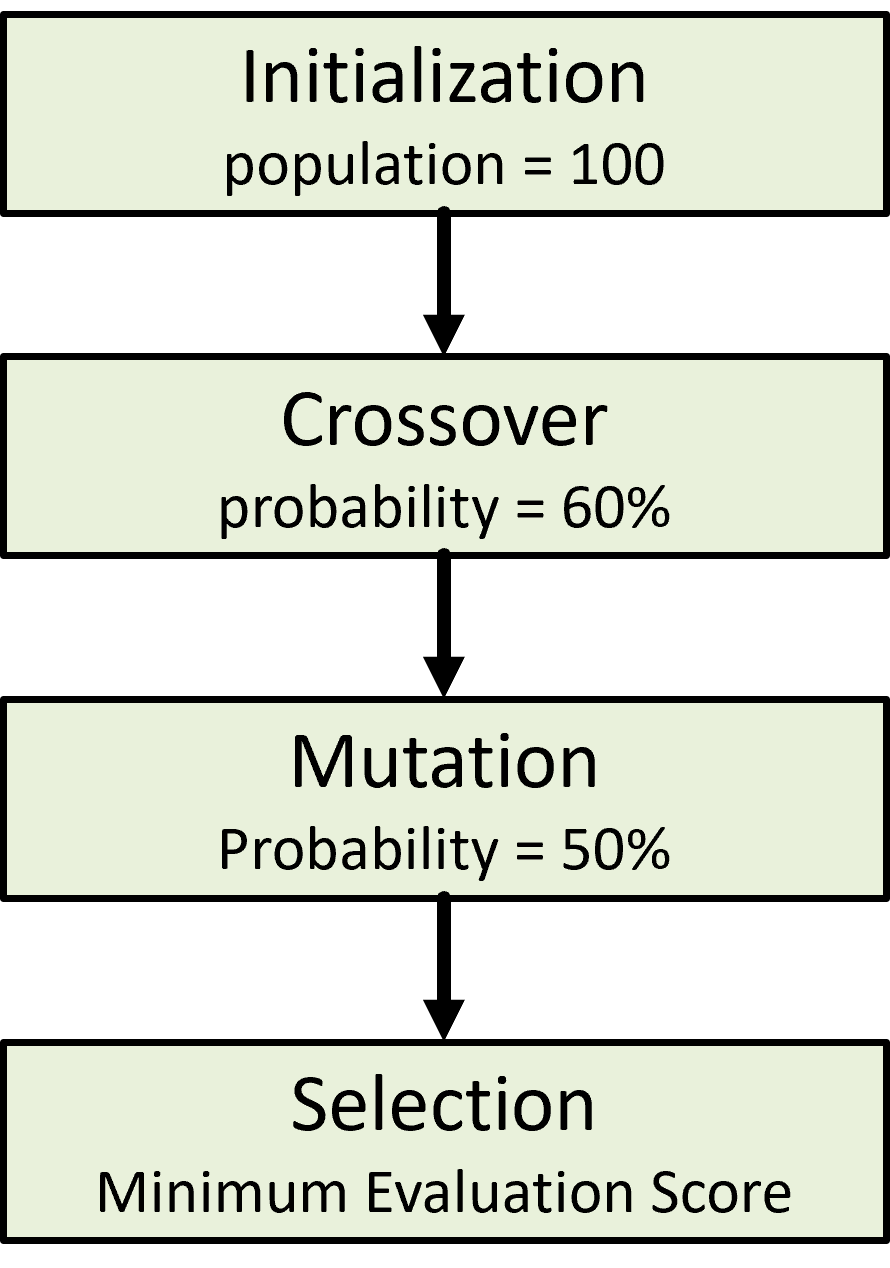 Initialization
population = 100
Crossover
probability = 60%
Mutation
Probability = 50%
Selection
Minimum Evaluation Score